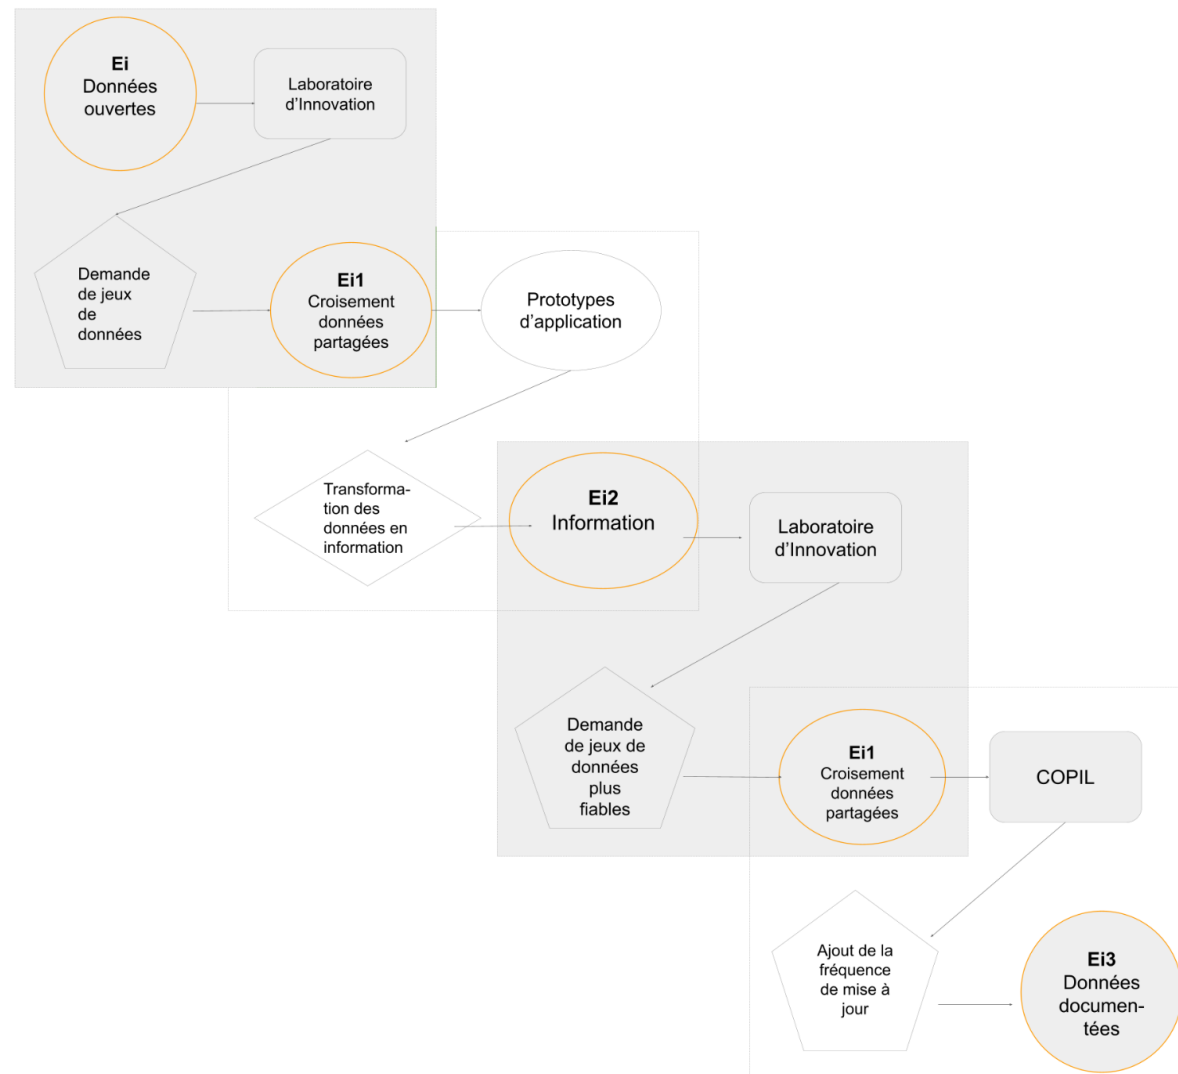 Ei
Données
ouvertes
Laboratoire
d'Innovation
Demande
de jeux
de
données
Ei1
Croisement
données
partagées
Prototypes
d'application
Transforma-
tion des
données en
information
Ei2
Information
Laboratoire
d'Innovation
Demande
de jeux de
données
plus
fiables
Ei1
Croisement
données
partagées
COPIL
Ajout de la
fréquence
de mise à
jour
Ei3
Données
documen-
tées